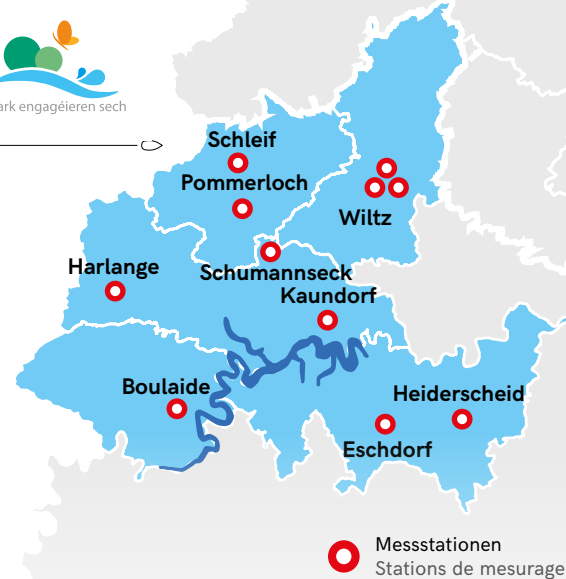 ark engagéieren sech
Schleif
Pommerloch
Wiltz
Harlange
Schumannseck
Kaundorf
Boulaide
Heiderscheid
Eschdorf
Messstationen
Stations de mesurage